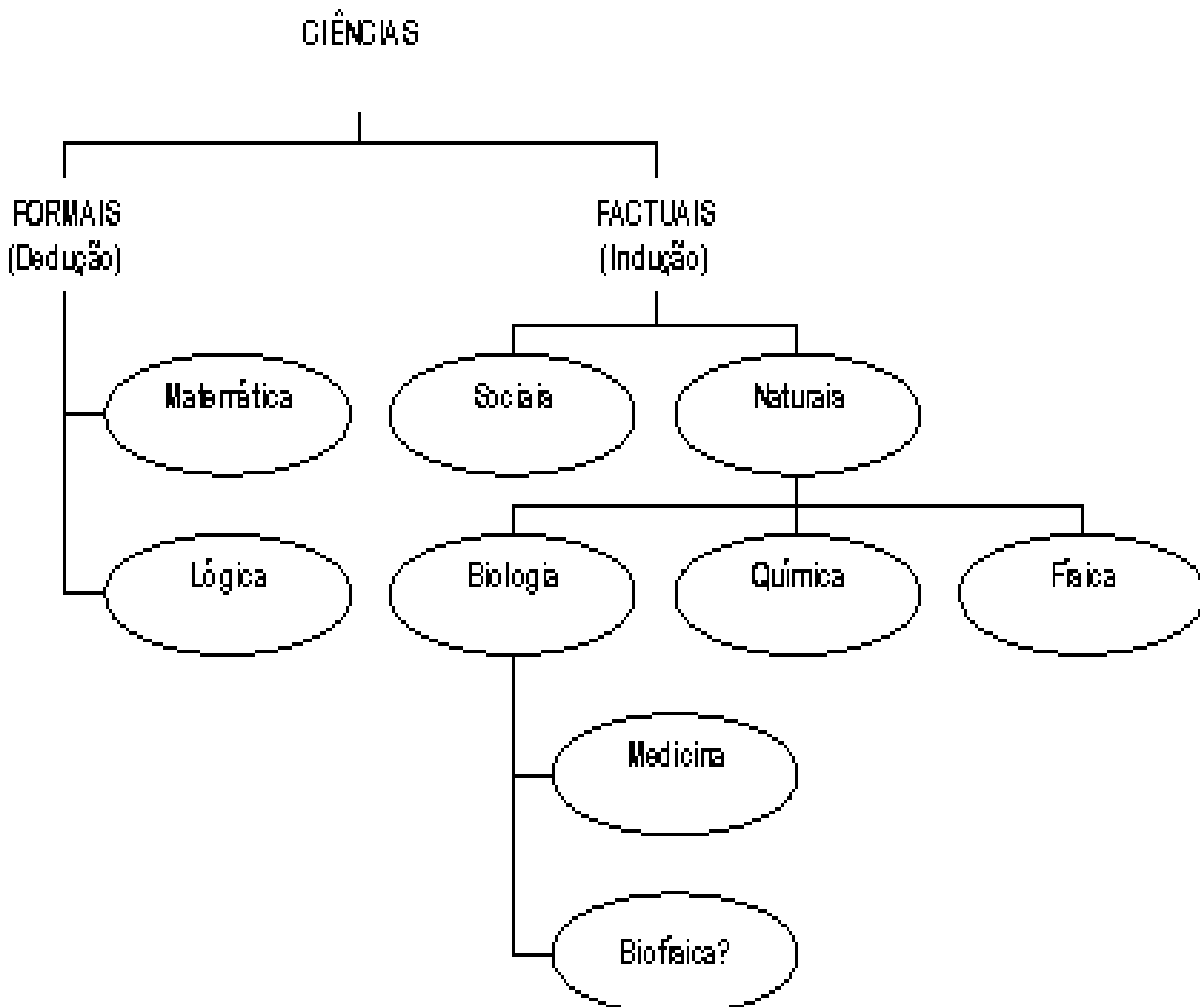 CIÊNCIAS
FORMAIS
(Dedução)
FACTUAIS
(Indução)
Matemática
Sociais
Naturais
Lógica
Biologia
Química
Física
Medicina
Biofísica?